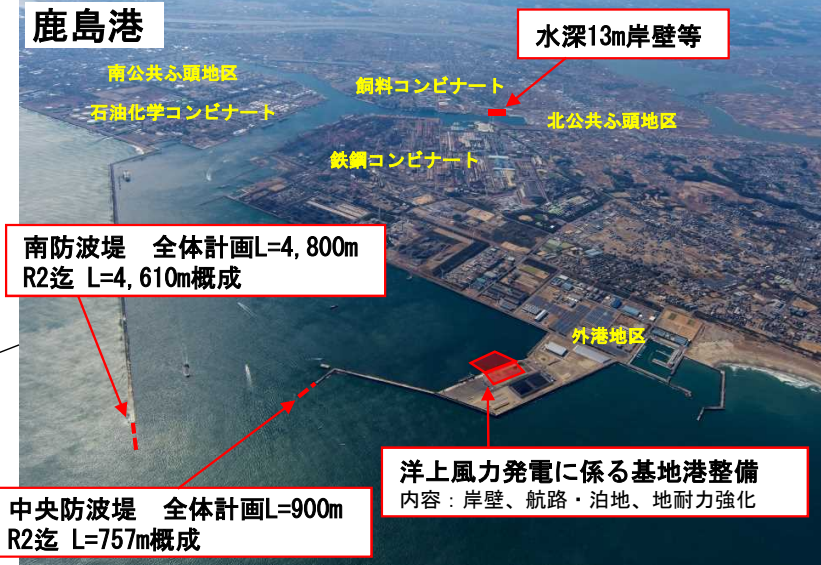 鹿島港
水深13m岸壁等
南公共ふ頭地区
飼料コンビナート
石油化学コンビナート
北公共ふ頭地区
鉄鋼コンビナート
南防波堤　全体計画L=4,800m
R2迄 L=4,610m概成
外港地区
洋上風力発電に係る基地港整備
内容：岸壁、航路・泊地、地耐力強化
中央防波堤　全体計画L=900m
R2迄 L=757m概成